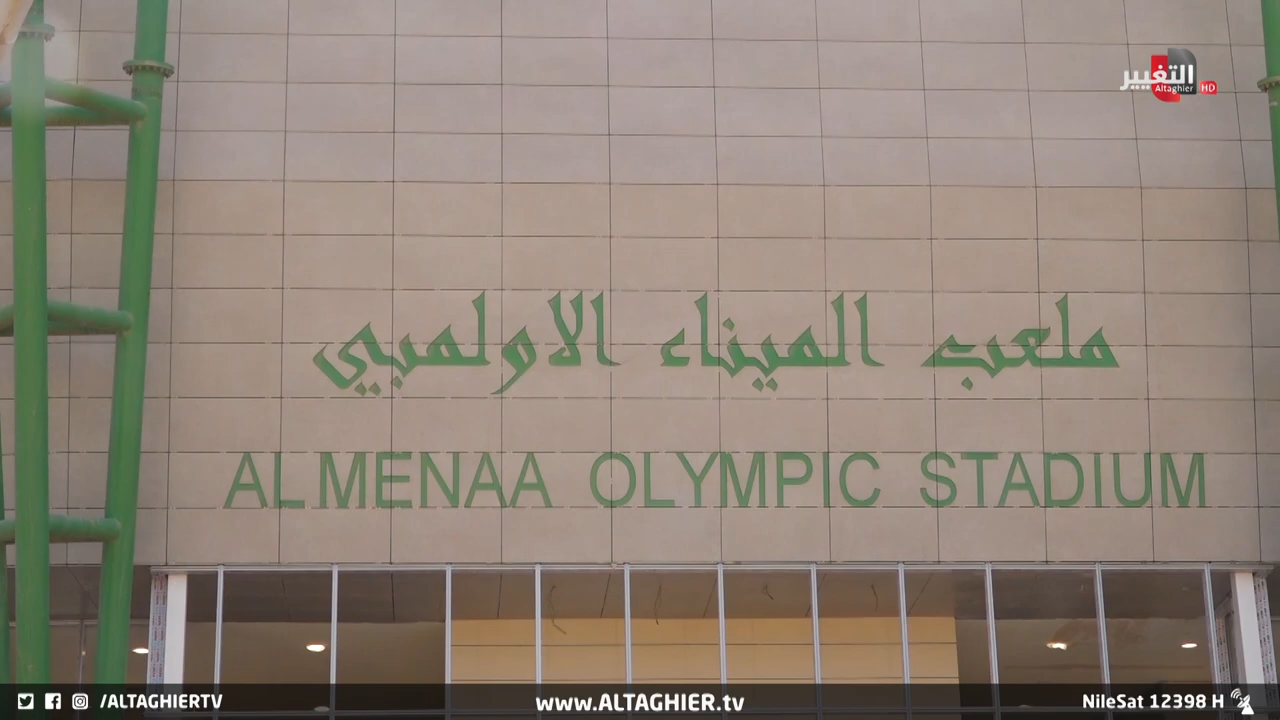 التغيير
Altaghier HD
ملعب الميناء الاولمبي
ALMENAA OLYMPIC STADIUM
/ALTAGHIERTV
www.ALTAGHIER.tv
NileSat 12398 H